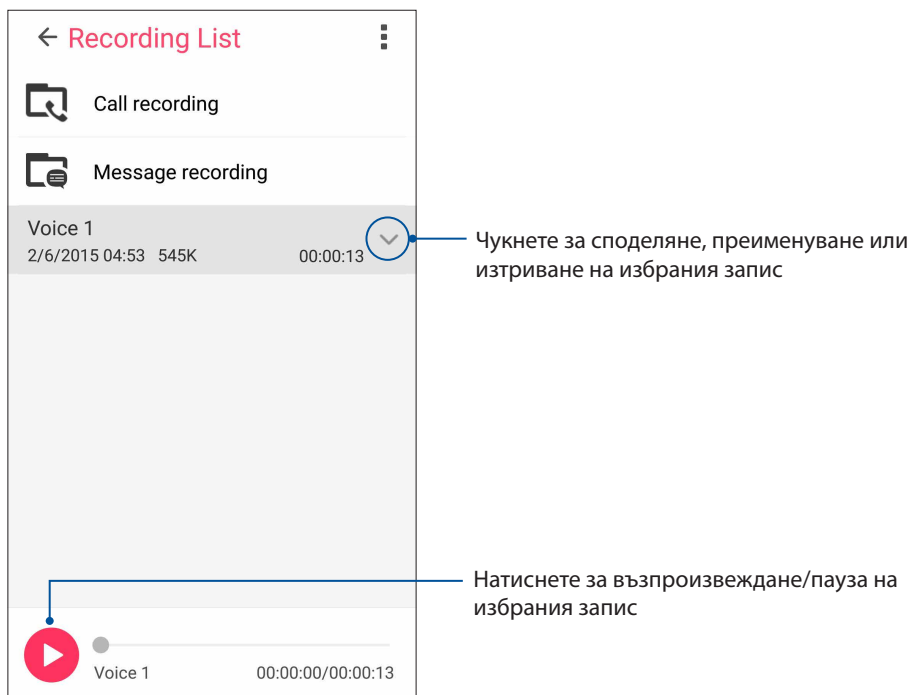 Recording List
Call recording
Message recording
Voice 1
2/6/2015 04:53 545K 00:00:13
Чукнете за споделяне, преименуване или
изтриване на избрания запис
Натиснете за възпроизвеждане/пауза на
избрания запис
Voice 1 00:00:00/00:00:13